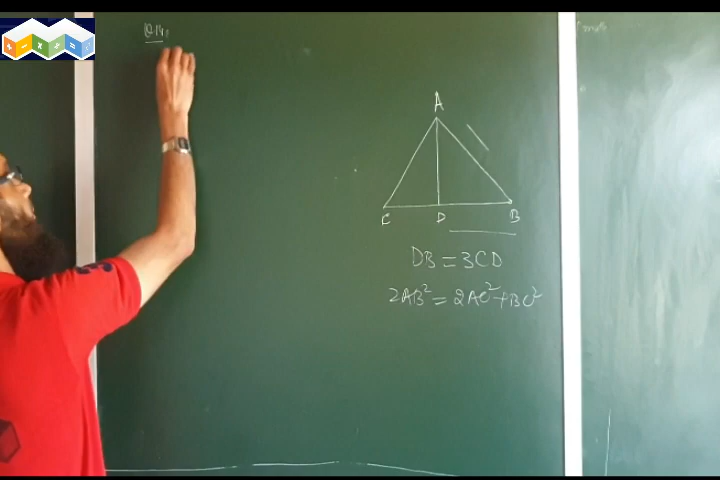 A
C D B
DB = 3CD
2AB² = 2AC² + BC²